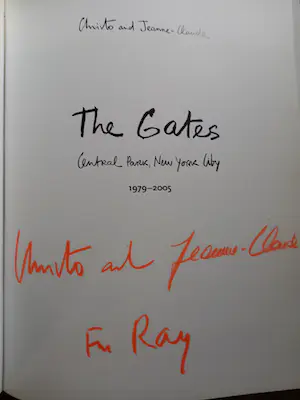 Christo and Jeanne-Claude
The Gates
Central Park, New York City
1979–2005
Christo and Jeanne-Claude
For Ray